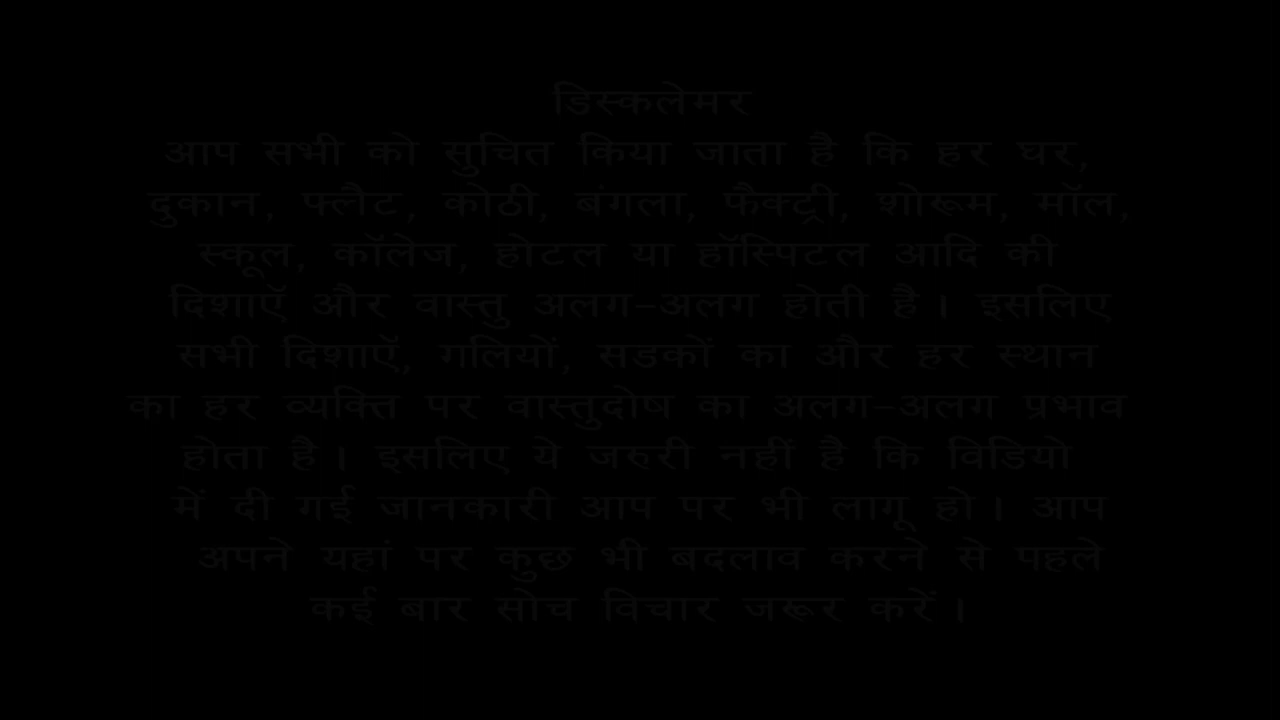 डिस्कलेमर
आप सभी को सुचित किया जाता है कि हर घर,
दुकान, फ्लैट, कोठी, बंगला, फैक्ट्री, शोरूम, मॉल,
स्कूल, कॉलेज, होटल या हॉस्पिटल आदि की
दिशाऍ और वास्तु अलग–अलग होती है। इसलिए
सभी दिशाऍ, गलियों, सडकों का और हर स्थान
का हर व्यक्ति पर वास्तुदोष का अलग–अलग प्रभाव
होता है। इसलिए ये जरुरी नहीं है कि विडियो
में दी गई जानकारी आप पर भी लागू हो। आप
अपने यहां पर कुछ भी बदलाव करने से पहले
कई बार सोच विचार जरूर करें।